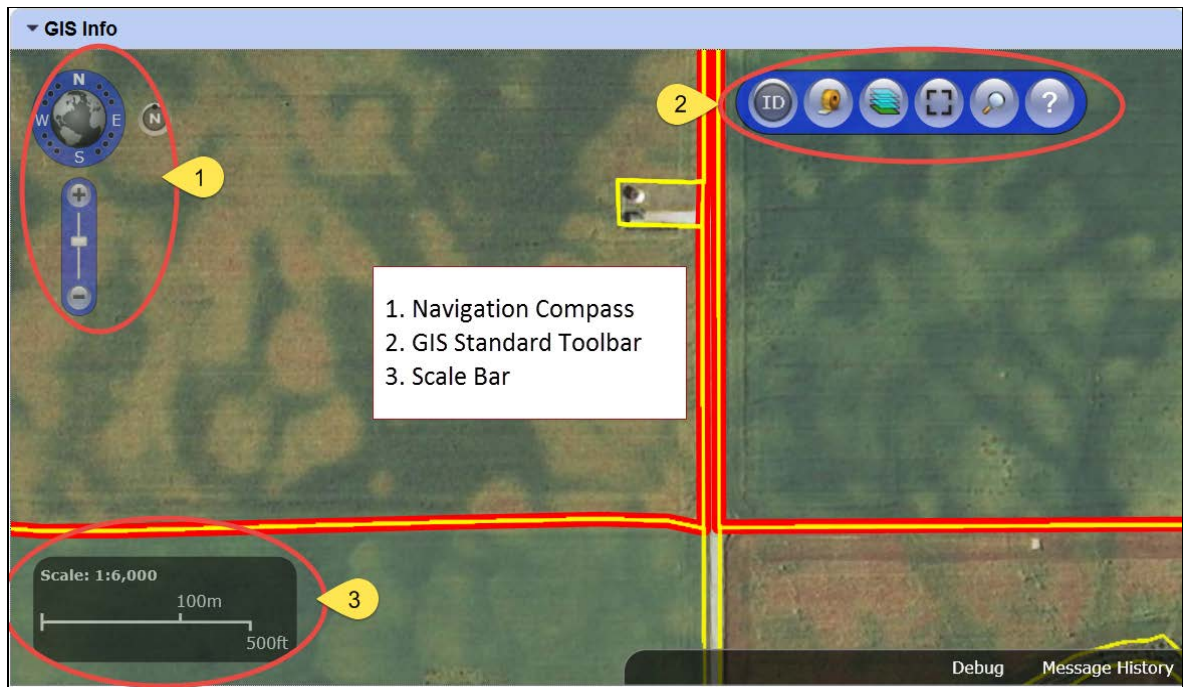 GIS Info
N
W
E
S
N
1
2
ID
?
1. Navigation Compass
2. GIS Standard Toolbar
3. Scale Bar
Scale: 1:6,000
100m
500ft
3
Debug Message History